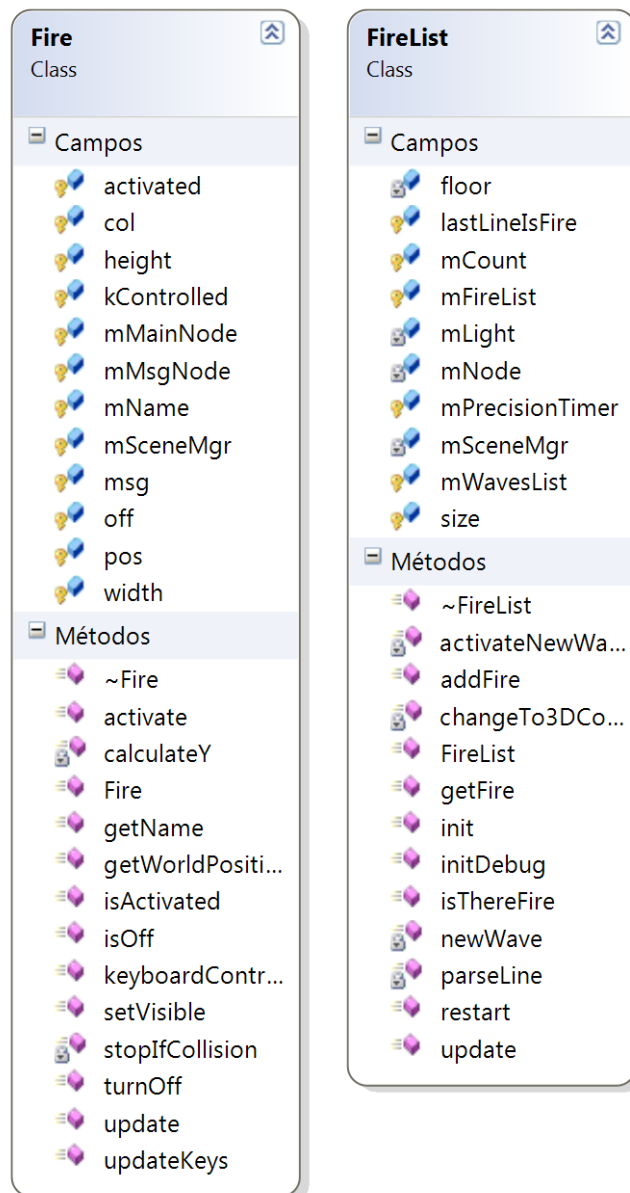 Fire
Class
Campos
activated
col
height
kControlled
mMainNode
mMsgNode
mName
mSceneMgr
msg
off
pos
width
Métodos
~Fire
activate
calculateY
Fire
getName
getWorldPositi...
isActivated
isOff
keyboardContr...
setVisible
stopIfCollision
turnOff
update
updateKeys
FireList
Class
Campos
floor
lastLineIsFire
mCount
mFireList
mLight
mNode
mPrecisionTimer
mSceneMgr
mWavesList
size
Métodos
~FireList
activateNewWa...
addFire
changeTo3DCo...
FireList
getFire
init
initDebug
isThereFire
newWave
parseLine
restart
update